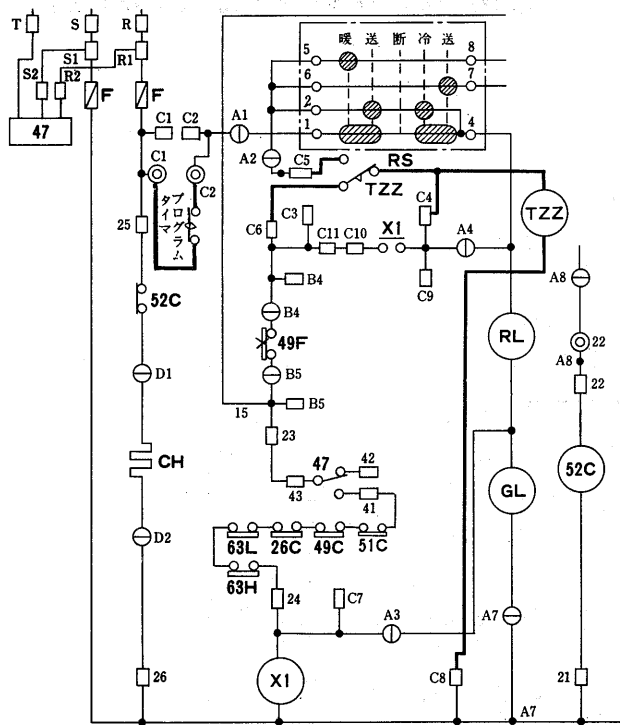 T S R
S1 R1
S2 R2
F F
47
暖 送 断 冷 送
5 8
6 7
2
1 4
C1 C2 A1
A2
C5 RS
TZZ
C1 C2
プログラム
タイマ
25
C6 C3 C4 TZZ
C11 C10 X1 A4
C9
52C
B4
B4
49F
B5
15 B5
D1
23
CH
47 42
43 41
RL
A8
22
A8
22
52C
GL
D2
63L 26C 49C 51C
63H
24 C7 A3 A7
X1
26 C8 21
A7